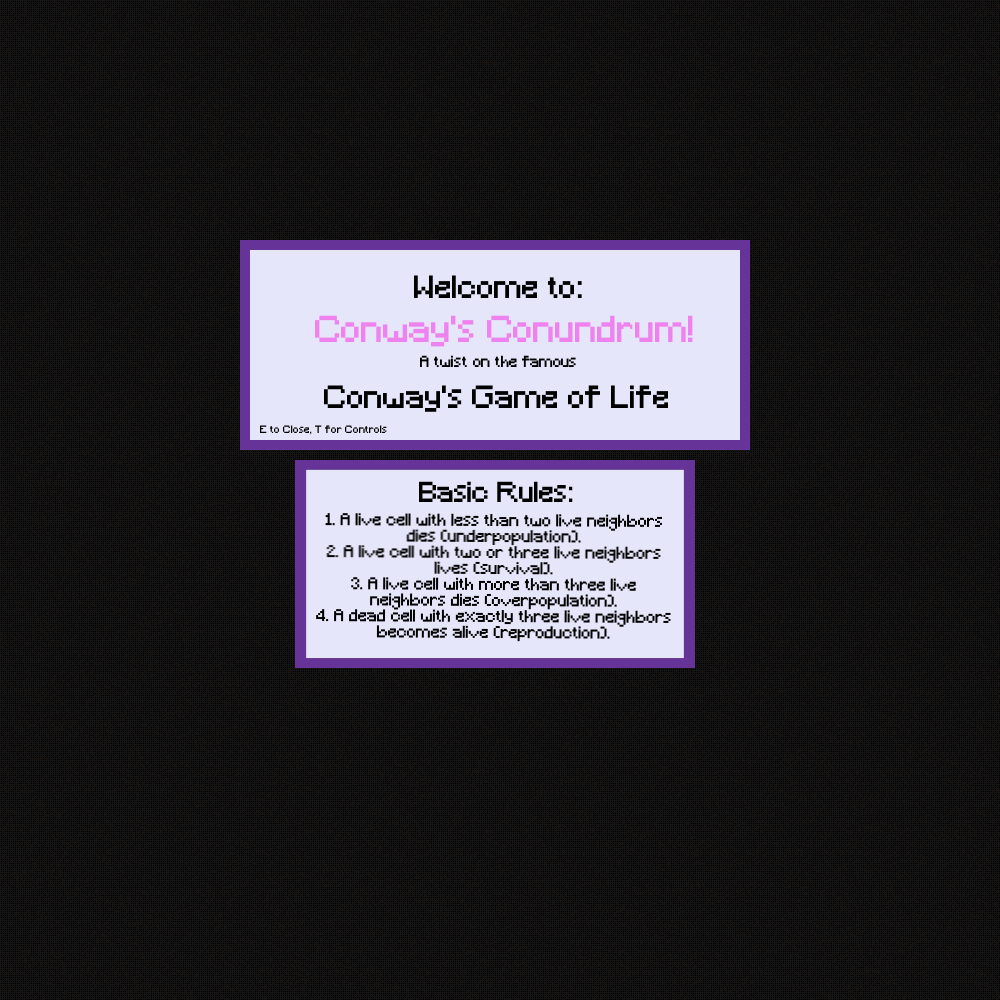 Welcome to:
Conway's Conundrum!
A twist on the famous
Conway's Game of Life
E to Close, T for Controls
Basic Rules:
1. A live cell with less than two live neighbors
dies (underpopulation).
2. A live cell with two or three live neighbors
lives (survival).
3. A live cell with more than three live
neighbors dies (overpopulation).
4. A dead cell with exactly three live neighbors
becomes alive (reproduction).